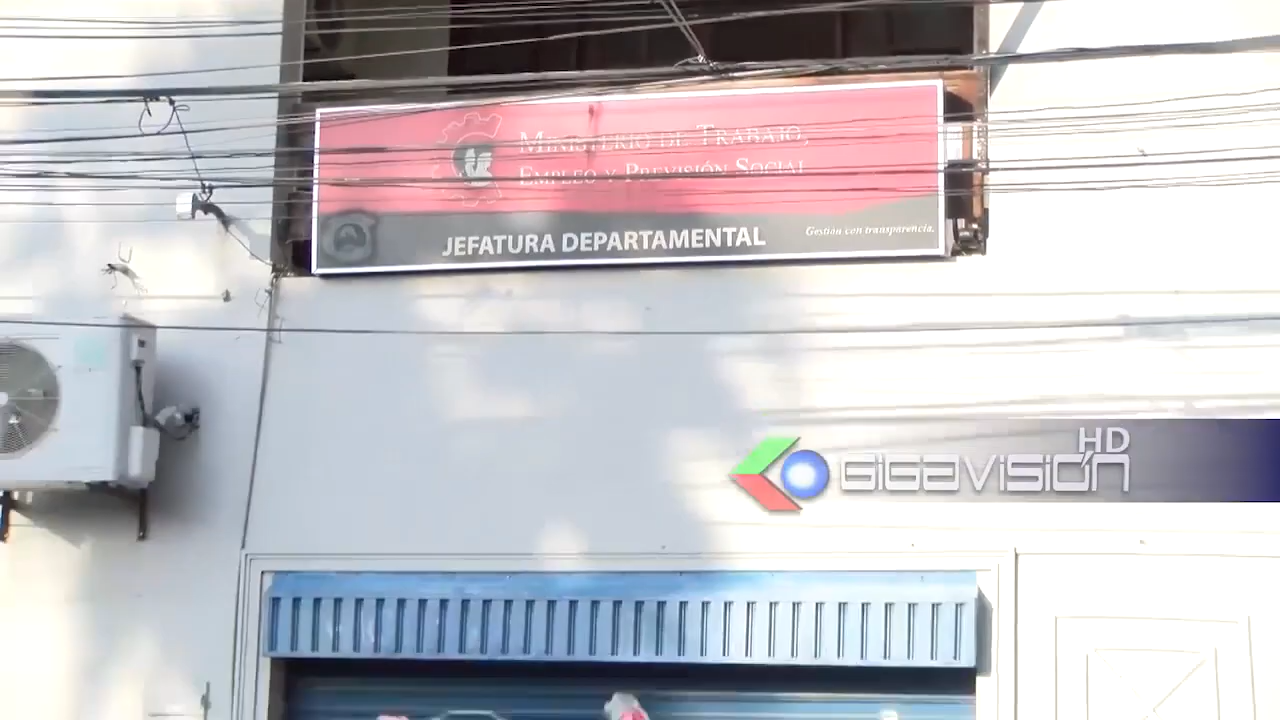 MINISTERIO DE TRABAJO,
EMPLEO Y PREVISIÓN SOCIAL
JEFATURA DEPARTAMENTAL
Gestión con transparencia.
GIGAVISIÓN HD